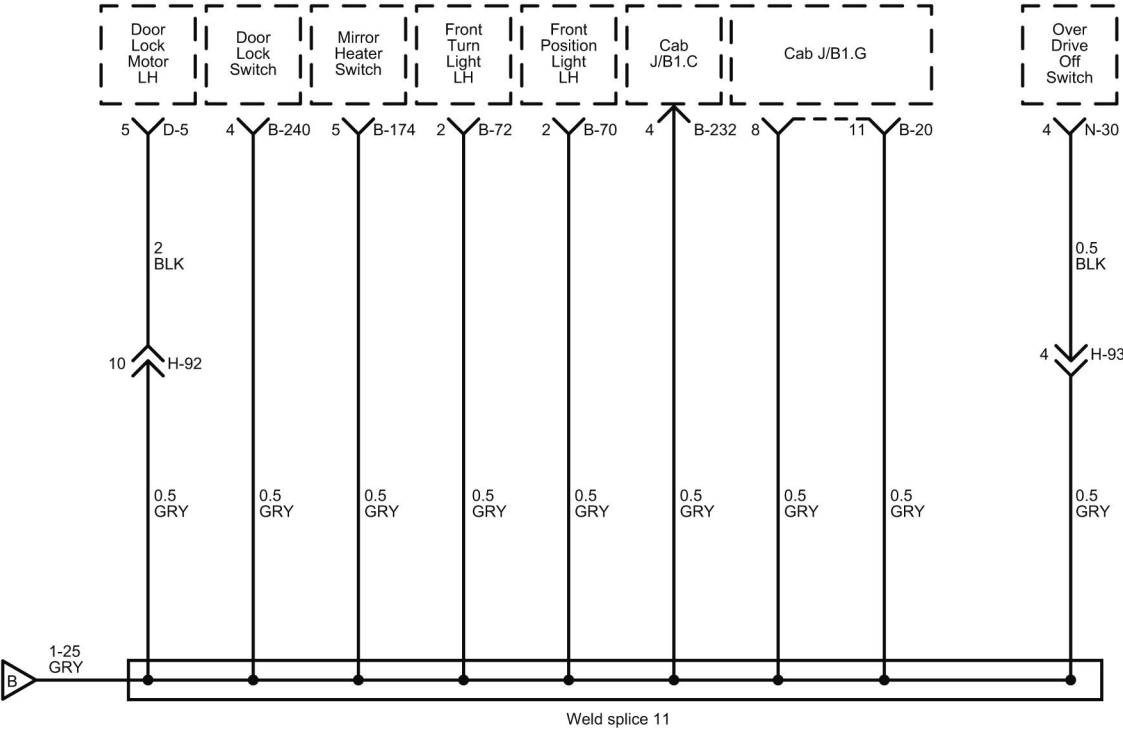 Door
Lock
Motor
LH
Door
Lock
Switch
Mirror
Heater
Switch
Front
Turn
Light
LH
Front
Position
Light
LH
Cab
J/B1.C
Cab J/B1.G
Over
Drive
Off
Switch
5 D-5
4 B-240
5 B-174
2 B-72
2 B-70
4 B-232
8
11 B-20
4 N-30
2
BLK
0.5
BLK
10 H-92
4 H-93
0.5
GRY
0.5
GRY
0.5
GRY
0.5
GRY
0.5
GRY
0.5
GRY
0.5
GRY
0.5
GRY
0.5
GRY
1-25
GRY
B
Weld splice 11